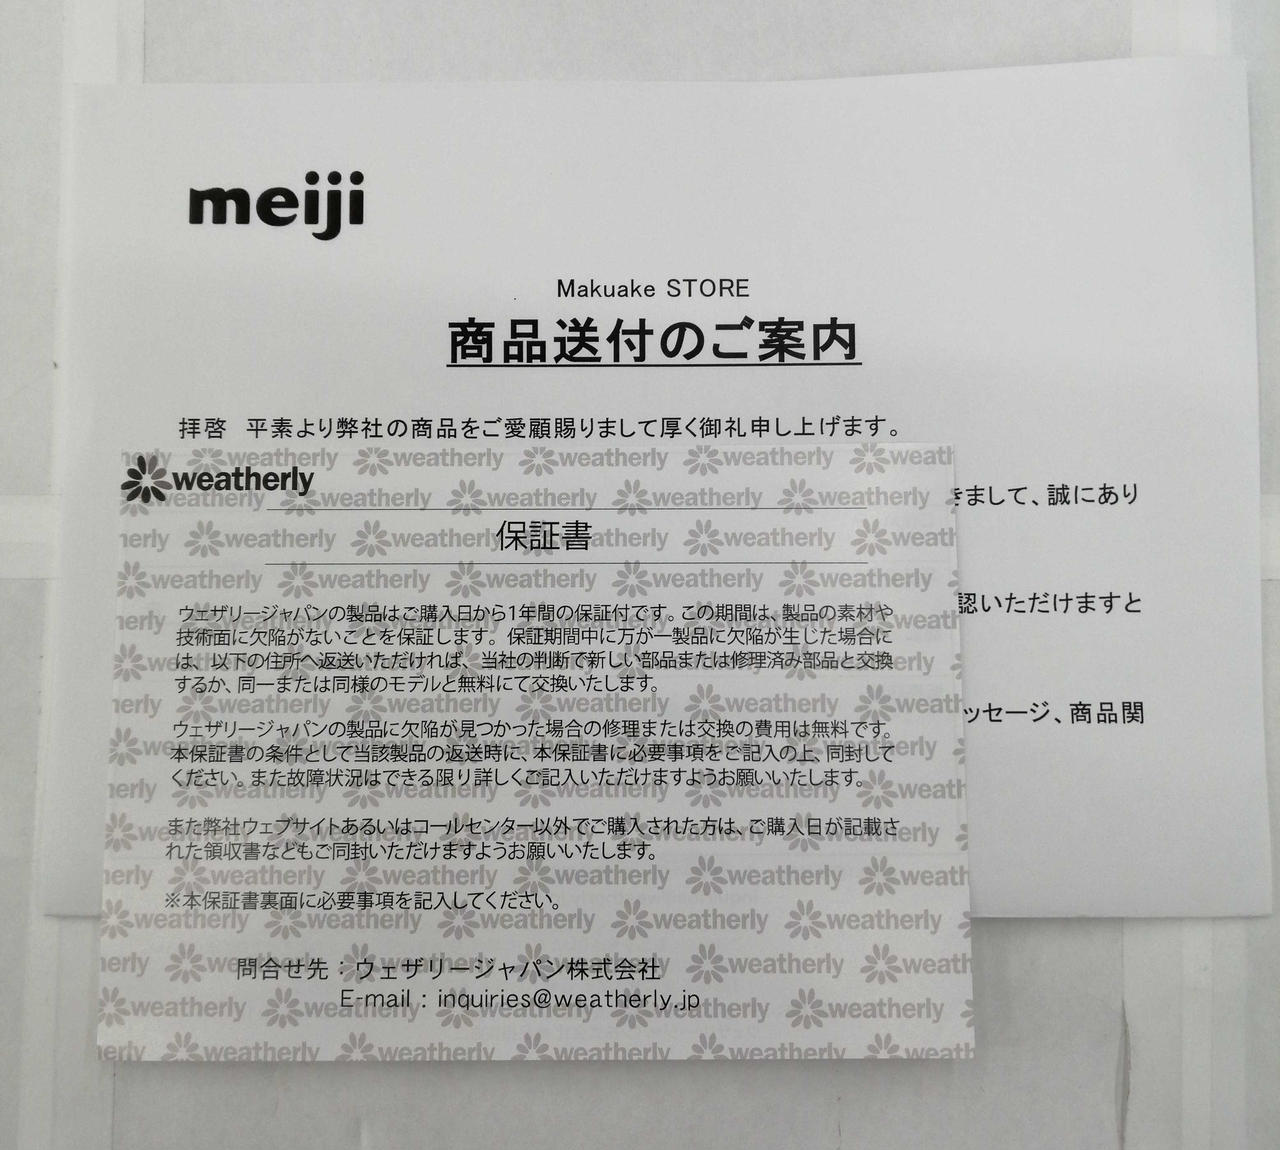 meiji
Makuake STORE
商品送付のご案内
拝啓　平素より弊社の商品をご愛顧賜りまして厚く御礼申し上げます。
きまして、誠にあり
認いただけますと
ッセージ、商品関
weatherly
保証書
ウェザリージャパンの製品はご購入日から1年間の保証付です。この期間は、製品の素材や
技術面に欠陥がないことを保証します。保証期間中に万が一製品に欠陥が生じた場合に
は、以下の住所へ返送いただければ、当社の判断で新しい部品または修理済み部品と交換
するか、同一または同様のモデルと無料にて交換いたします。
ウェザリージャパンの製品に欠陥が見つかった場合の修理または交換の費用は無料です。
本保証書の条件として当該製品の返送時に、本保証書に必要事項をご記入の上、同封して
ください。また故障状況はできる限り詳しくご記入いただけますようお願いいたします。
また弊社ウェブサイトあるいはコールセンター以外でご購入された方は、ご購入日が記載さ
れた領収書などもご同封いただけますようお願いいたします。
※本保証書裏面に必要事項を記入してください。
問合せ先：ウェザリージャパン株式会社
E-mail : inquiries@weatherly.jp